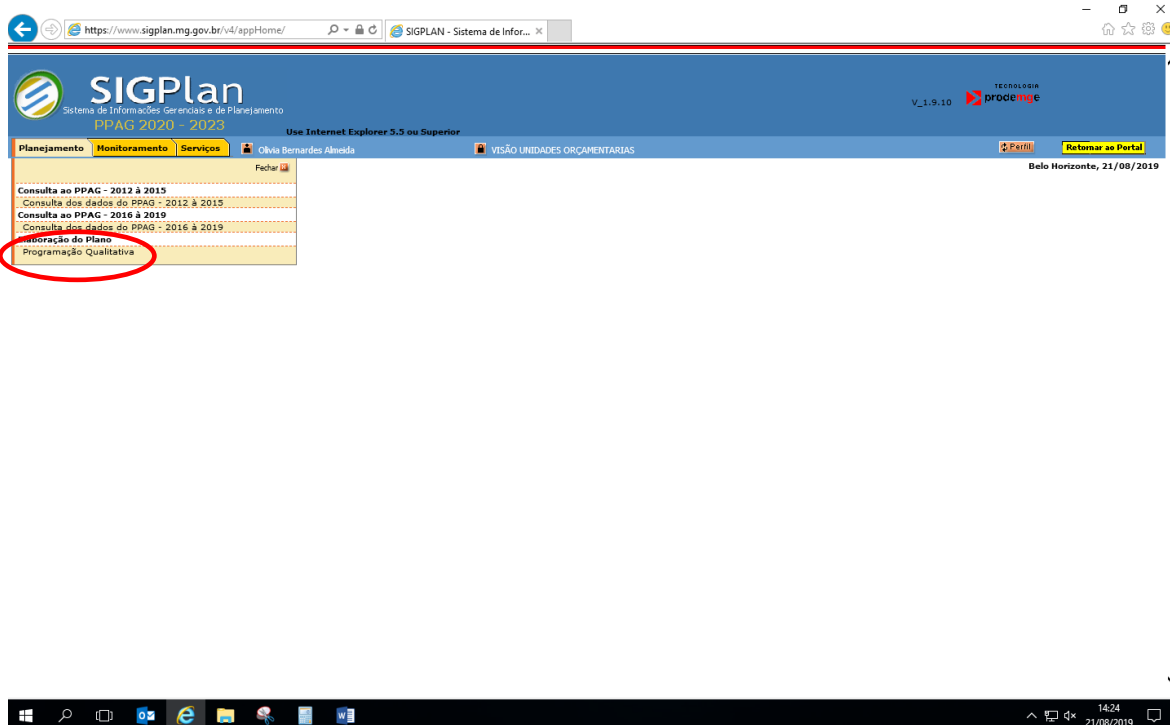 https://www.sigplan.mg.gov.br/v4/appHome/
SIGPLAN - Sistema de Infor...
SIGPlan
Sistema de Informações Gerenciais e de Planejamento
PPAG 2020 - 2023
Use Internet Explorer 5.5 ou Superior
V_1.9.10
TECNOLOGIA
prodemge
Planejamento Monitoramento Serviços Olivia Bernardes Almeida VISÃO UNIDADES ORÇAMENTARIAS Perfil Retornar ao Portal
Fechar
Belo Horizonte, 21/08/2019
Consulta ao PPAG - 2012 à 2015
Consulta dos dados do PPAG - 2012 à 2015
Consulta ao PPAG - 2016 à 2019
Consulta dos dados do PPAG - 2016 à 2019
Elaboração do Plano
Programação Qualitativa
14:24
21/08/2019